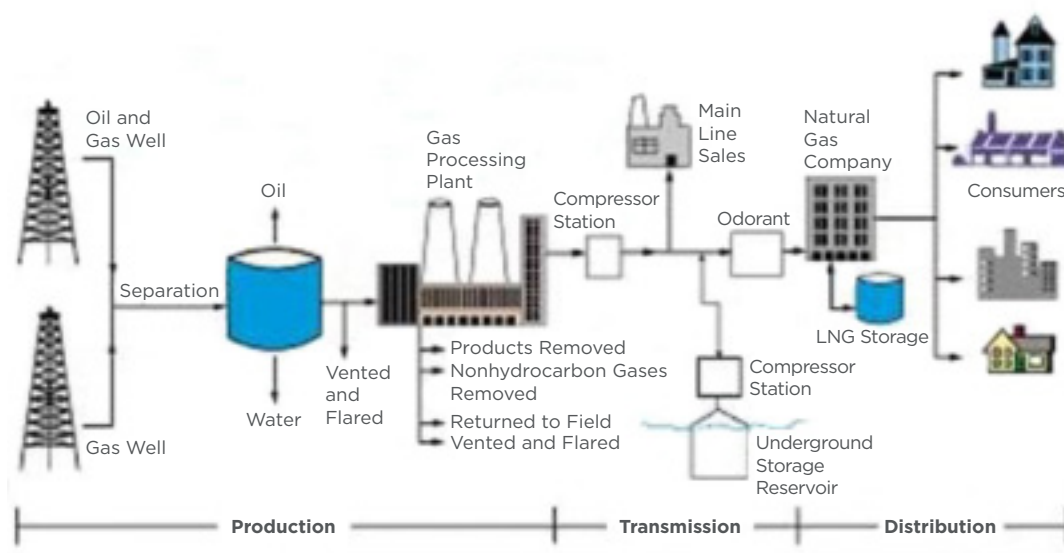 Oil and
Gas Well
Gas Well
Separation
Oil
Water
Vented
and
Flared
Gas
Processing
Plant
Products Removed
Nonhydrocarbon Gases
Removed
Returned to Field
Vented and Flared
Compressor
Station
Main
Line
Sales
Odorant
Compressor
Station
Underground
Storage
Reservoir
Natural
Gas
Company
LNG Storage
Consumers
Production
Transmission
Distribution